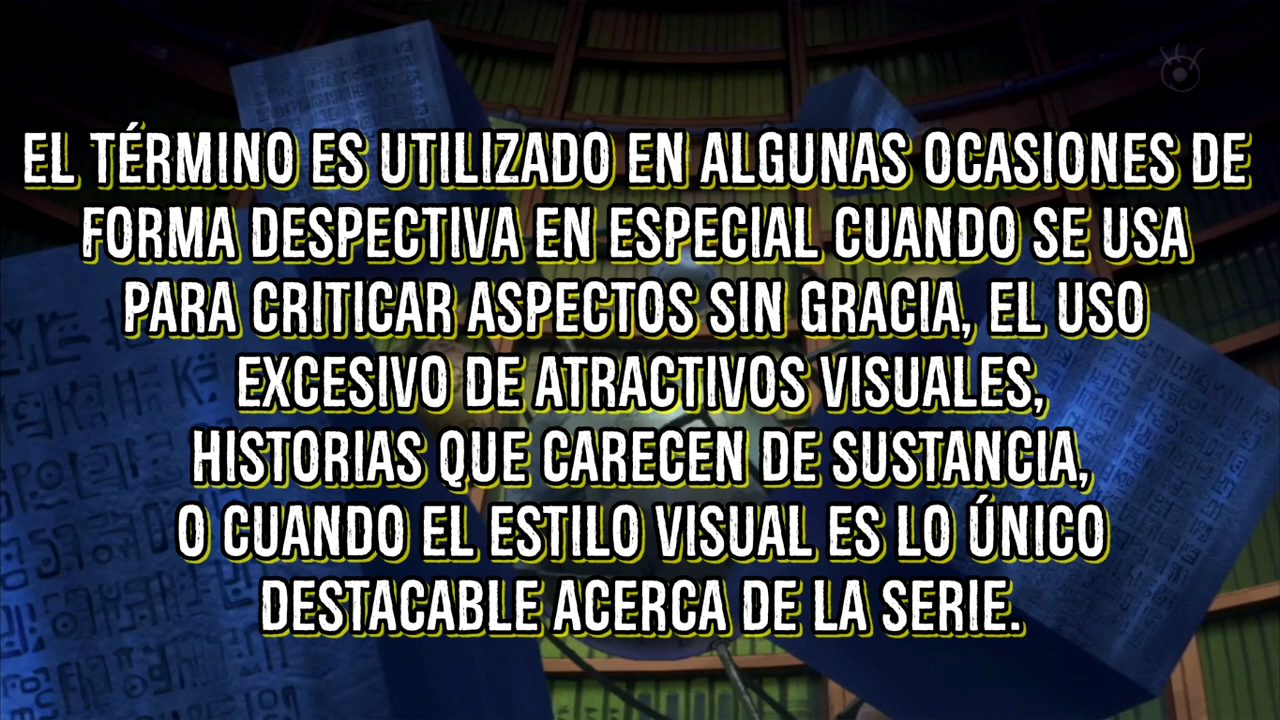 EL TÉRMINO ES UTILIZADO EN ALGUNAS OCASIONES DE
FORMA DESPECTIVA EN ESPECIAL CUANDO SE USA
PARA CRITICAR ASPECTOS SIN GRACIA, EL USO
EXCESIVO DE ATRACTIVOS VISUALES,
HISTORIAS QUE CARECEN DE SUSTANCIA,
O CUANDO EL ESTILO VISUAL ES LO ÚNICO
DESTACABLE ACERCA DE LA SERIE.